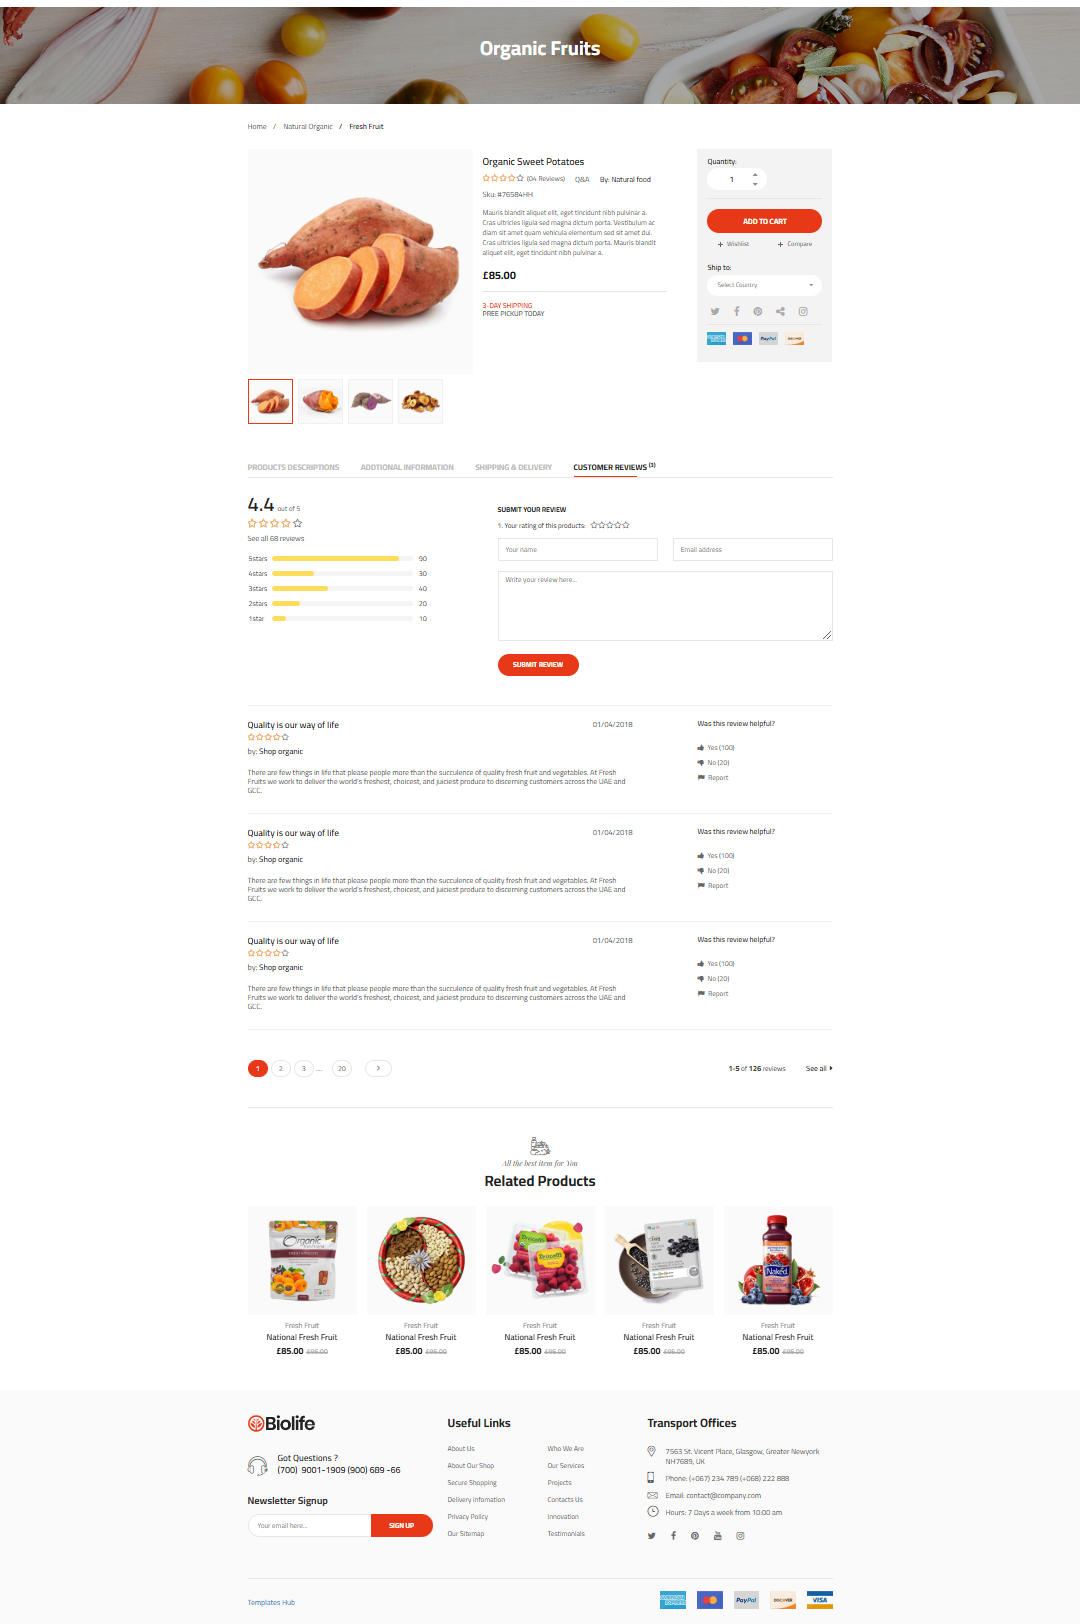 Organic Fruits
Home / Natural Organic / Fresh Fruit
Organic Sweet Potatoes
(04 Reviews) Q&A By: Natural food
Sku: #76584HH
Mauris blandit aliquet elit, eget tincidunt nibh pulvinar a.
Cras ultricies ligula sed magna dictum porta. Vestibulum ac
diam sit amet quam vehicula elementum sed sit amet dui.
Cras ultricies ligula sed magna dictum porta. Mauris blandit
aliquet elit, eget tincidunt nibh pulvinar a.
£85.00
3-DAY SHIPPING
FREE PICKUP TODAY
Quantity:
1
ADD TO CART
+ Wishlist + Compare
Ship to:
Select Country
PayPal
PRODUCTS DESCRIPTIONS ADDTIONAL INFORMATION SHIPPING & DELIVERY CUSTOMER REVIEWS (3)
4.4 out of 5
See all 68 reviews
5stars 90
4stars 30
3stars 40
2stars 20
1star 10
SUBMIT YOUR REVIEW
1. Your rating of this products:
Your name Email address
Write your review here...
SUBMIT REVIEW
Quality is our way of life 01/04/2018
by: Shop organic
There are few things in life that please people more than the succulence of quality fresh fruit and vegetables. At Fresh
Fruits we work to deliver the world's freshest, choicest, and juiciest produce to discerning customers across the UAE and
GCC.
Was this review helpful?
Yes (100)
No (20)
Report
Quality is our way of life 01/04/2018
by: Shop organic
There are few things in life that please people more than the succulence of quality fresh fruit and vegetables. At Fresh
Fruits we work to deliver the world's freshest, choicest, and juiciest produce to discerning customers across the UAE and
GCC.
Was this review helpful?
Yes (100)
No (20)
Report
Quality is our way of life 01/04/2018
by: Shop organic
There are few things in life that please people more than the succulence of quality fresh fruit and vegetables. At Fresh
Fruits we work to deliver the world's freshest, choicest, and juiciest produce to discerning customers across the UAE and
GCC.
Was this review helpful?
Yes (100)
No (20)
Report
1 2 3 .... 20
1-5 of 126 reviews See all
All the best item for You
Related Products
Organic
Naked
Fresh Fruit Fresh Fruit Fresh Fruit Fresh Fruit Fresh Fruit
National Fresh Fruit National Fresh Fruit National Fresh Fruit National Fresh Fruit National Fresh Fruit
£85.00 £95.00 £85.00 £95.00 £85.00 £95.00 £85.00 £95.00 £85.00 £95.00
Biolife
Got Questions ?
(700) 9001-1909 (900) 689 -66
Newsletter Signup
Your email here...
SIGN UP
Useful Links
About Us Who We Are
About Our Shop Our Services
Secure Shopping Projects
Delivery infomation Contacts Us
Privacy Policy Innovation
Our Sitemap Testimonials
Transport Offices
7563 St. Vicent Place, Glasgow, Greater Newyork
NH7689, UK
Phone: (+067) 234 789 (+068) 222 888
Email: contact@company.com
Hours: 7 Days a week from 10:00 am
Templates Hub
PayPal DISCOVER VISA